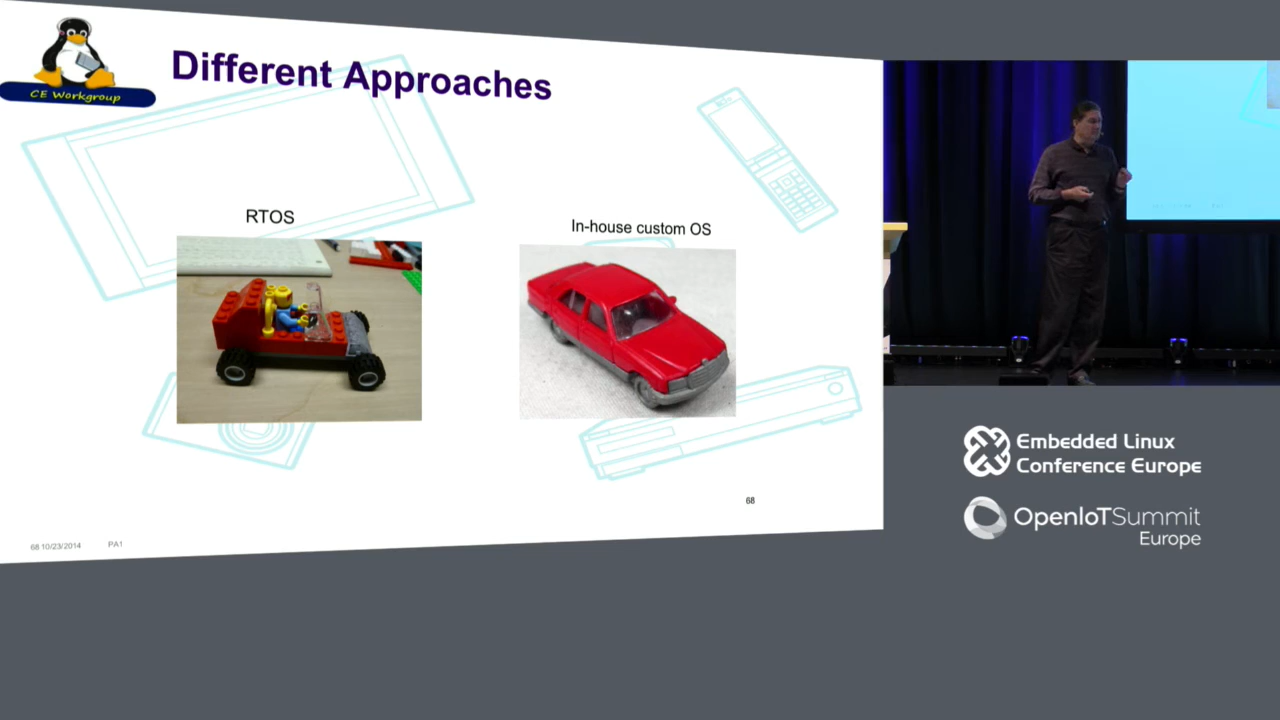 CE Workgroup
Different Approaches
RTOS
In-house custom OS
68
68 10/23/2014 PA1
Embedded Linux
Conference Europe
OpenIoTSummit
Europe